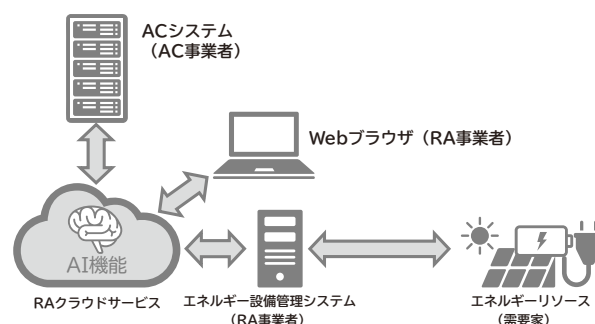 ACシステム
（AC事業者）
Webブラウザ（RA事業者）
AI機能
RAクラウドサービス
エネルギー設備管理システム
（RA事業者）
エネルギーリソース
（需要家）